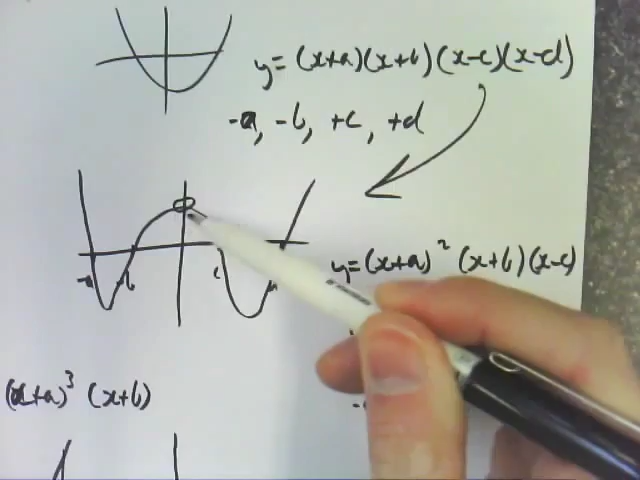 y=(x+a)(x+b)(x-c)(x-d)
-a, -b, +c, +d
-a b c
y=(x+a)² (x+b)(x-c)
(x+a)³ (x+b)